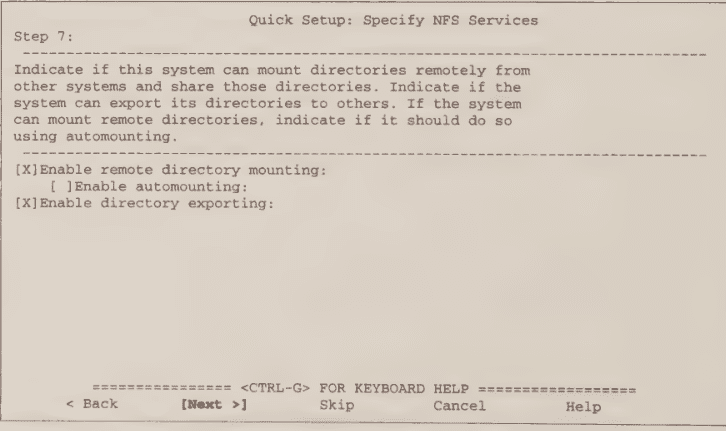 Quick Setup: Specify NFS Services
Step 7:
------------------------------------------------------------------------------
Indicate if this system can mount directories remotely from
other systems and share those directories. Indicate if the
system can export its directories to others. If the system
can mount remote directories, indicate if it should do so
using automounting.
------------------------------------------------------------------------------
[X]Enable remote directory mounting:
[ ]Enable automounting:
[X]Enable directory exporting:
================ <CTRL-G> FOR KEYBOARD HELP ==================
< Back [Next >] Skip Cancel Help